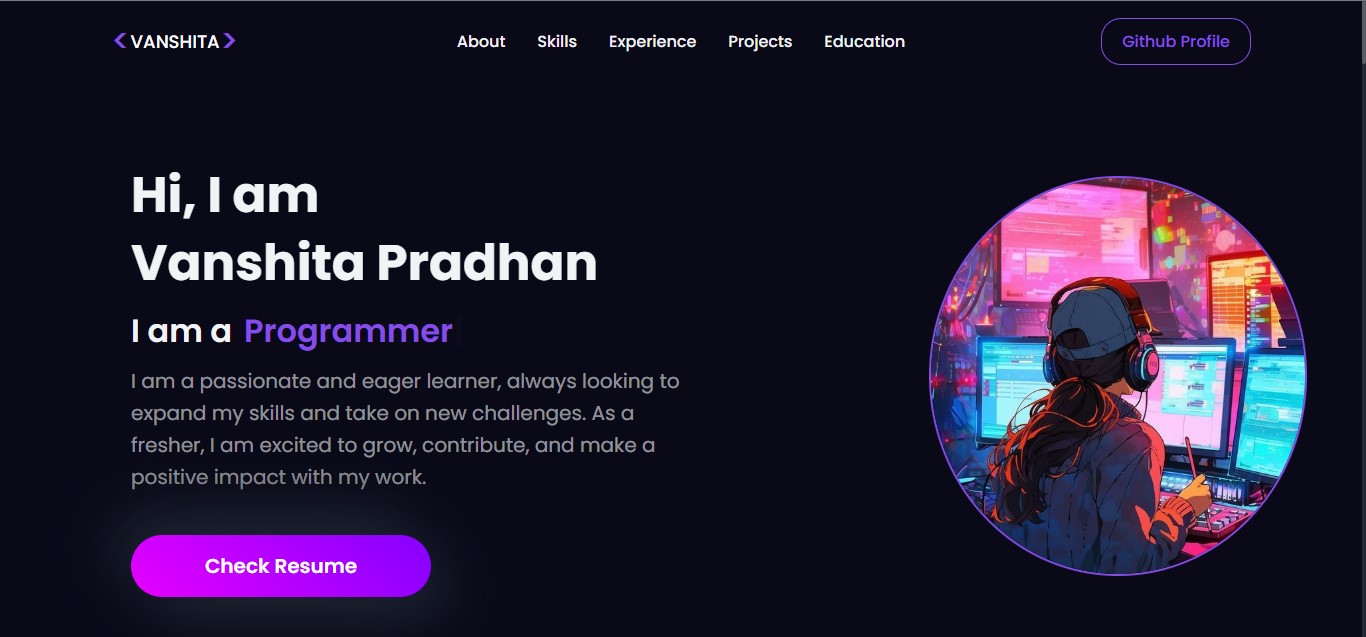 < VANSHITA >
About Skills Experience Projects Education
Github Profile
Hi, I am
Vanshita Pradhan
I am a Programmer
I am a passionate and eager learner, always looking to
expand my skills and take on new challenges. As a
fresher, I am excited to grow, contribute, and make a
positive impact with my work.
Check Resume